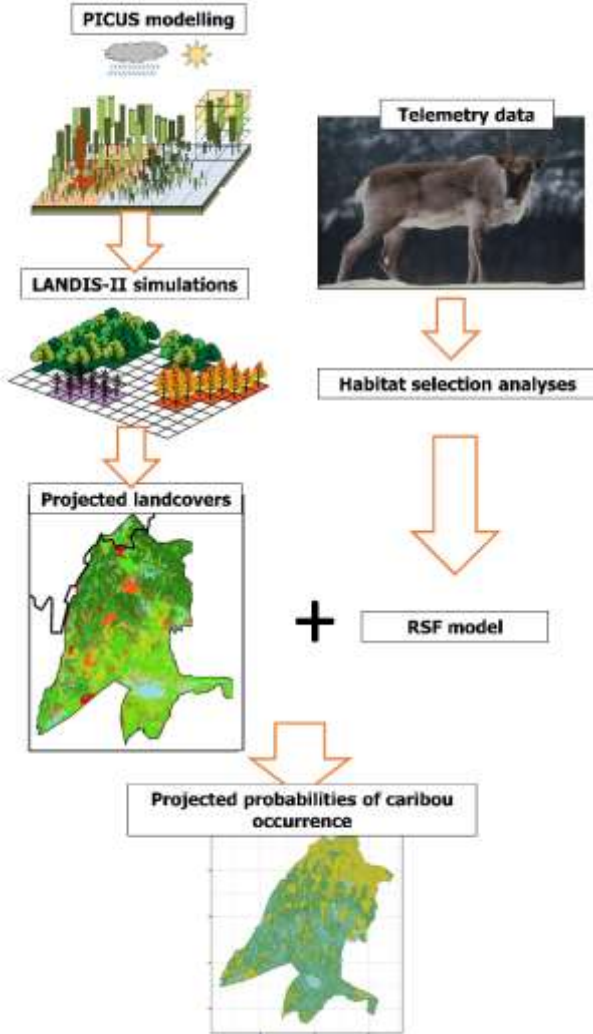 PICUS modelling
Telemetry data
LANDIS-II simulations
Habitat selection analyses
Projected landcovers
+
RSF model
Projected probabilities of caribou
occurrence